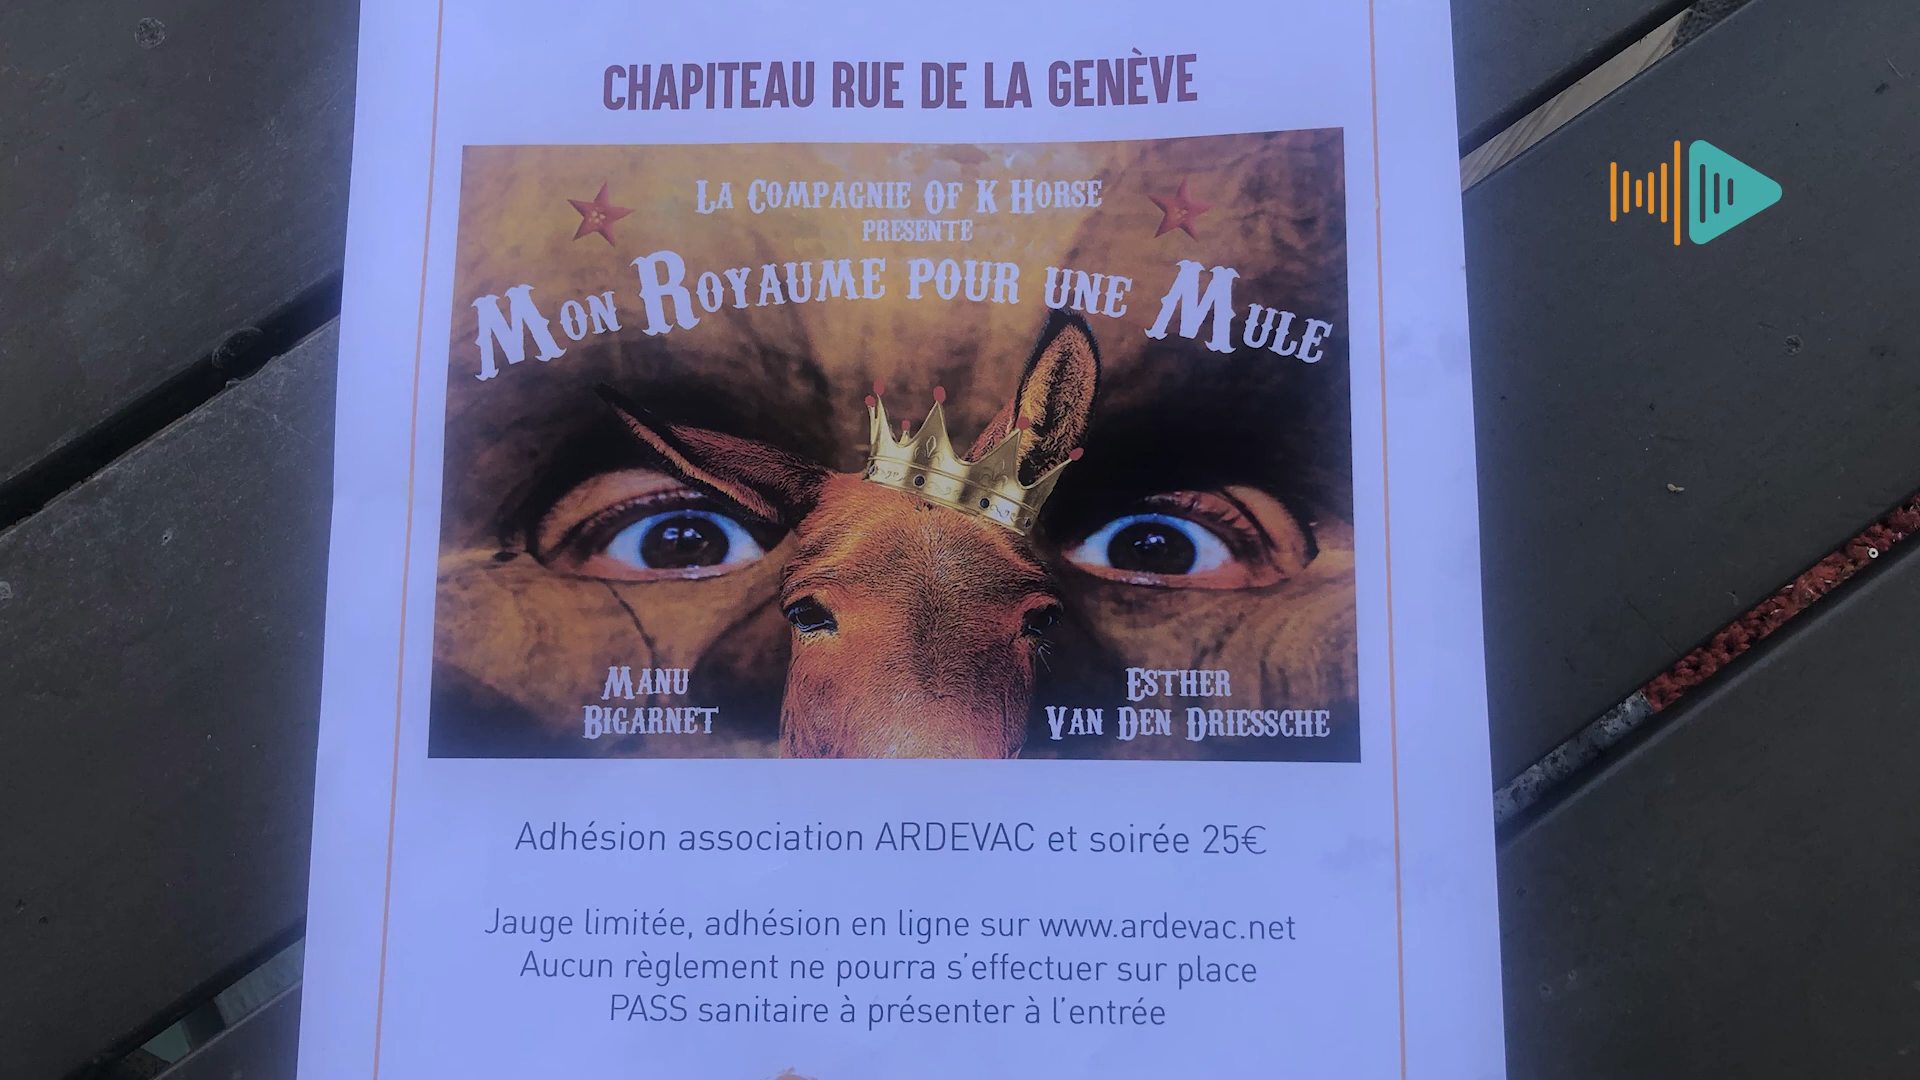 CHAPITEAU RUE DE LA GENÈVE
LA COMPAGNIE OF K HORSE
PRESENTE
MON ROYAUME POUR UNE MULE
MANU
BIGARNET
ESTHER
VAN DEN DRIESSCHE
Adhésion association ARDEVAC et soirée 25€
Jauge limitée, adhésion en ligne sur www.ardevac.net
Aucun règlement ne pourra s'effectuer sur place
PASS sanitaire à présenter à l'entrée